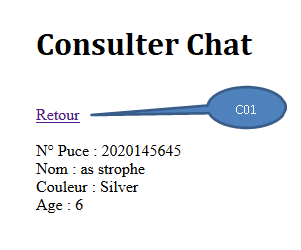 Consulter Chat
Retour
C01
N° Puce : 2020145645
Nom : as strophe
Couleur : Silver
Age : 6